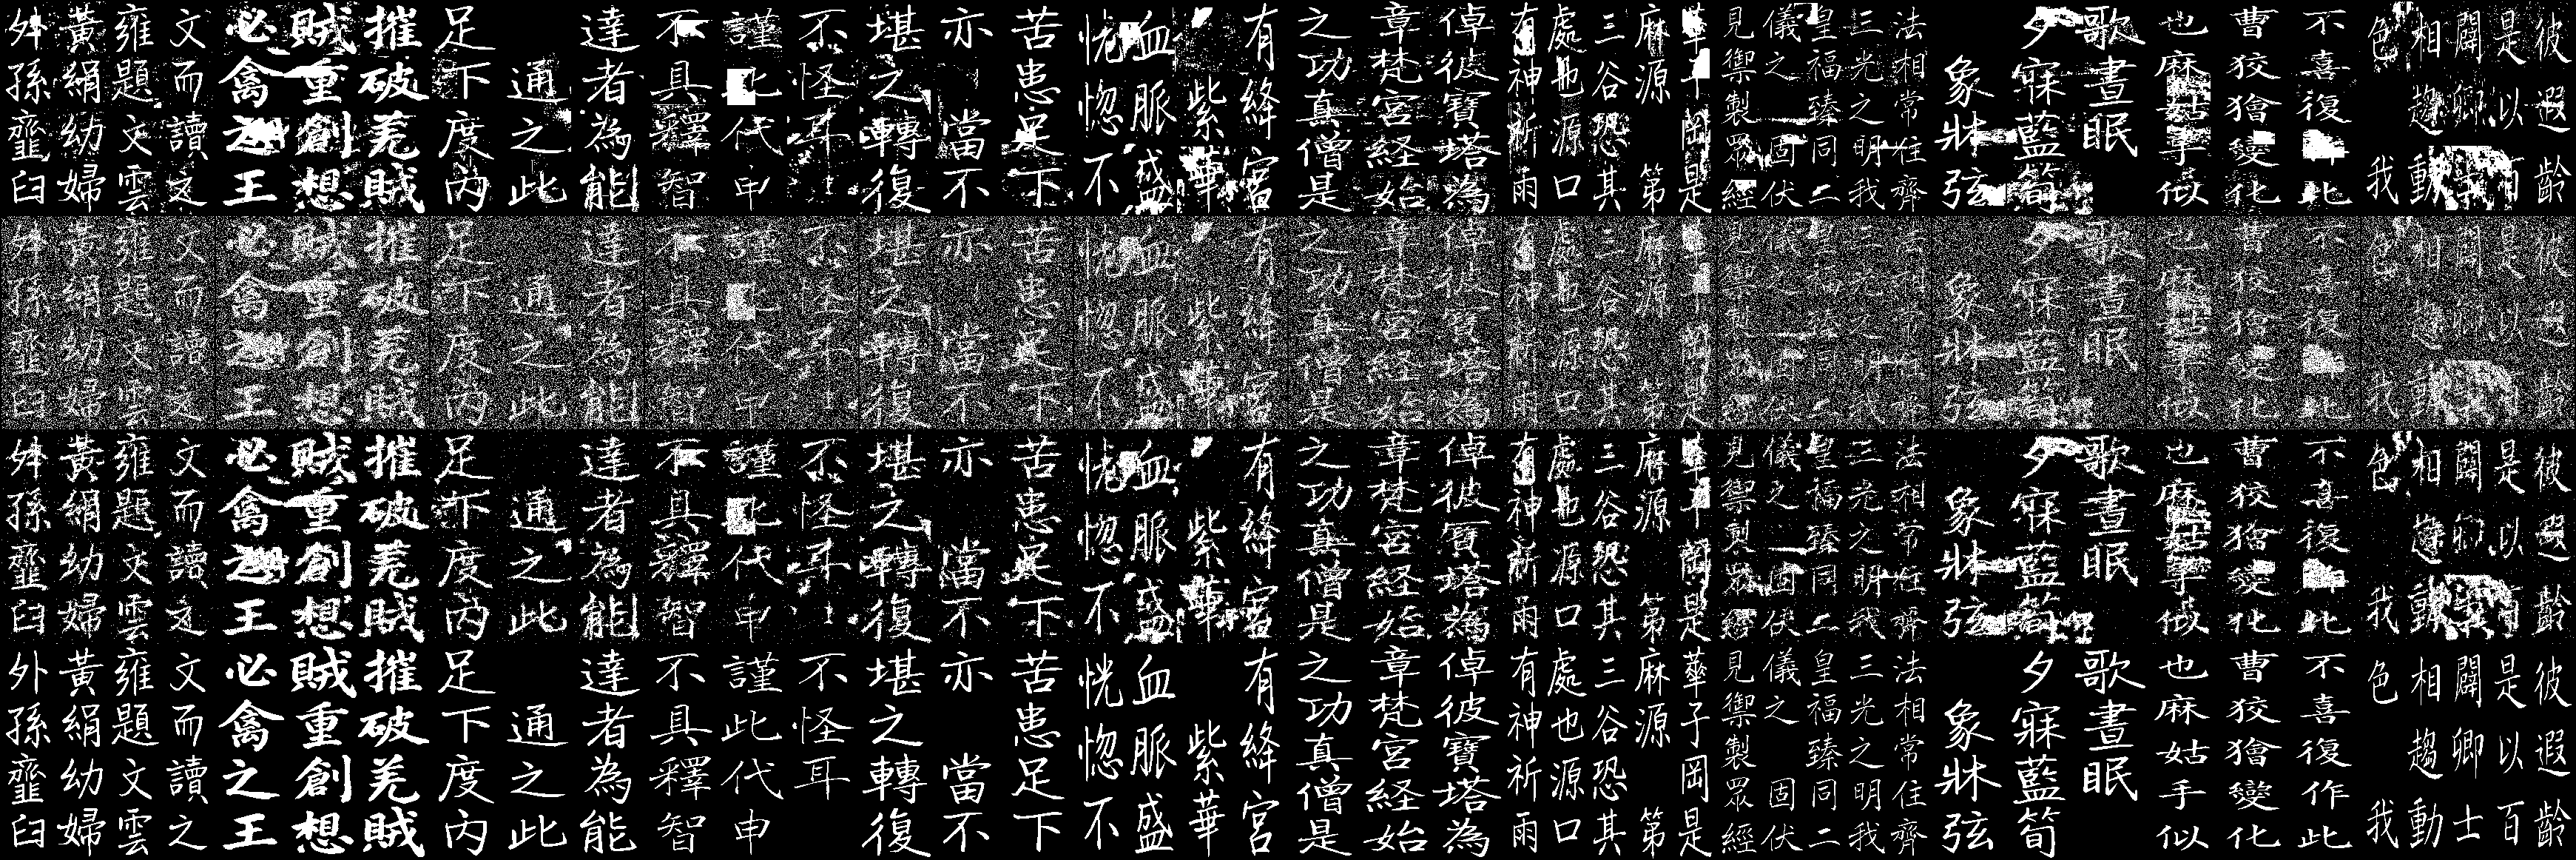 文而讀之
雍題文雲
黃絹幼婦
外孫齏臼
摧破羌賊
賊重創想
必禽之王
達者為能
通之此
足下度內
不怪耳
謹此代申
不具釋智
苦患足下
亦當不
堪之轉復
有絳宮
紫華
血脈盛
恍惚不
倬彼寶塔為
章梵宮経始
之功真僧是
華子岡是
麻源第
三谷恐其
處也源口
有神祈雨
法相常住齊
三光之明我
皇福臻同二
儀之固伏
見禦製眾經
歌晝眠
夕寐藍筍
象牀弦
不喜復作此
曹狡獪變化
也麻姑手似
彼遐齡
是以百
闢卿士
相趨動
色我
文而讀之
雍題文雲
黃絹幼婦
外孫齏臼
摧破羌賊
賊重創想
必禽之王
達者為能
通之此
足下度內
不怪耳
謹此代申
不具釋智
苦患足下
亦當不
堪之轉復
有絳宮
紫華
血脈盛
恍惚不
倬彼寶塔為
章梵宮経始
之功真僧是
華子岡是
麻源第
三谷恐其
處也源口
有神祈雨
法相常住齊
三光之明我
皇福臻同二
儀之固伏
見禦製眾經
歌晝眠
夕寐藍筍
象牀弦
不喜復作此
曹狡獪變化
也麻姑手似
彼遐齡
是以百
闢卿士
相趨動
色我
文而讀之
雍題文雲
黃絹幼婦
外孫齏臼
摧破羌賊
賊重創想
必禽之王
達者為能
通之此
足下度內
不怪耳
謹此代申
不具釋智
苦患足下
亦當不
堪之轉復
有絳宮
紫華
血脈盛
恍惚不
倬彼寶塔為
章梵宮経始
之功真僧是
華子岡是
麻源第
三谷恐其
處也源口
有神祈雨
法相常住齊
三光之明我
皇福臻同二
儀之固伏
見禦製眾經
歌晝眠
夕寐藍筍
象牀弦
不喜復作此
曹狡獪變化
也麻姑手似
彼遐齡
是以百
闢卿士
相趨動
色我
文而讀之
雍題文雲
黃絹幼婦
外孫齏臼
摧破羌賊
賊重創想
必禽之王
達者為能
通之此
足下度內
不怪耳
謹此代申
不具釋智
苦患足下
亦當不
堪之轉復
有絳宮
紫華
血脈盛
恍惚不
倬彼寶塔為
章梵宮経始
之功真僧是
華子岡是
麻源第
三谷恐其
處也源口
有神祈雨
法相常住齊
三光之明我
皇福臻同二
儀之固伏
見禦製眾經
歌晝眠
夕寐藍筍
象牀弦
不喜復作此
曹狡獪變化
也麻姑手似
彼遐齡
是以百
闢卿士
相趨動
色我